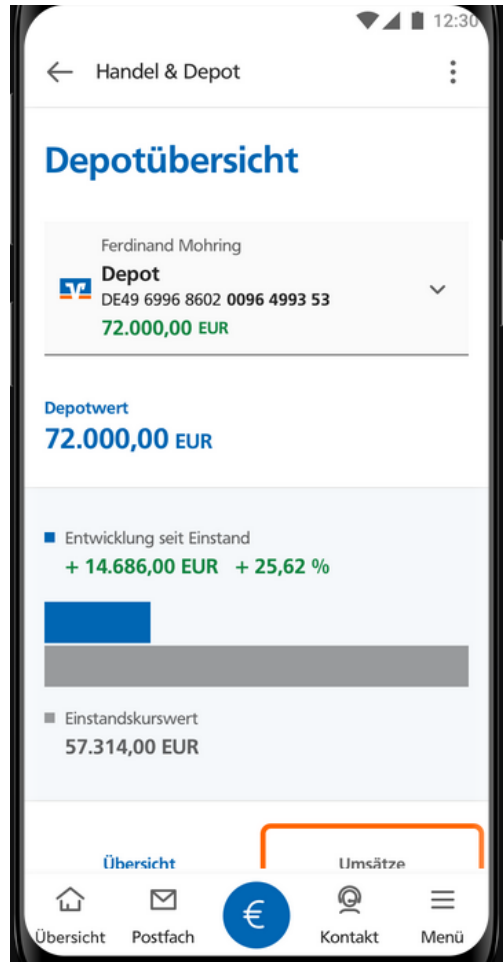 12:30
Handel & Depot
Depotübersicht
Ferdinand Mohring
Depot
DE49 6996 8602 0096 4993 53
72.000,00 EUR
Depotwert
72.000,00 EUR
Entwicklung seit Einstand
+ 14.686,00 EUR + 25,62 %
Einstandskurswert
57.314,00 EUR
Übersicht Umsätze
€
Übersicht Postfach Kontakt Menü